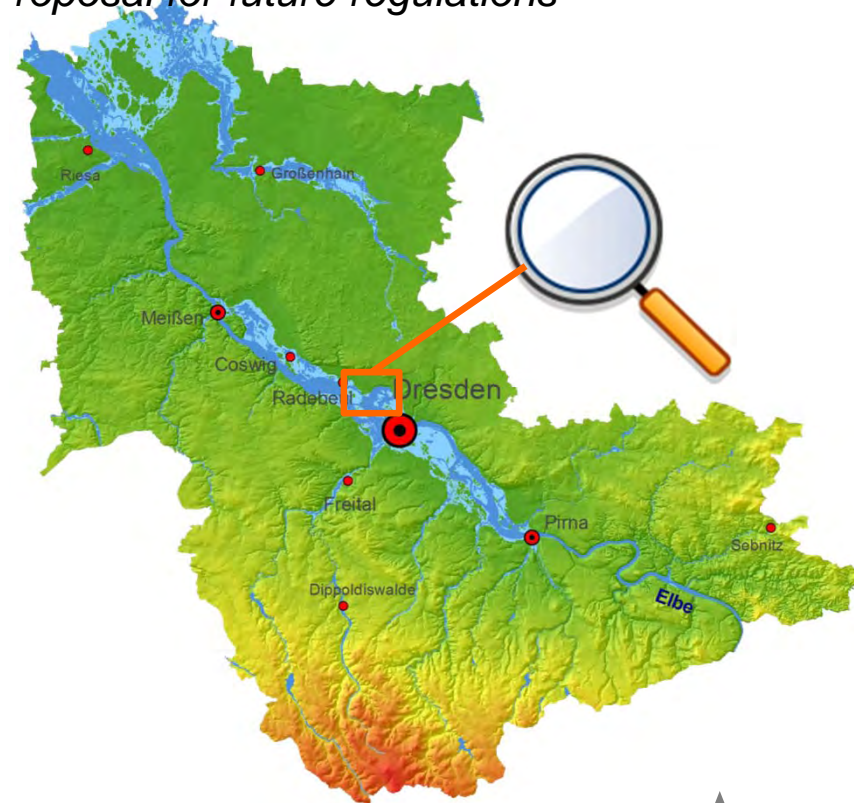 roposal for future regulations
Riesa
Großenhain
Meißen
Coswig
Radebeul
Dresden
Freital
Pirna
Sebnitz
Dippoldiswalde
Elbe